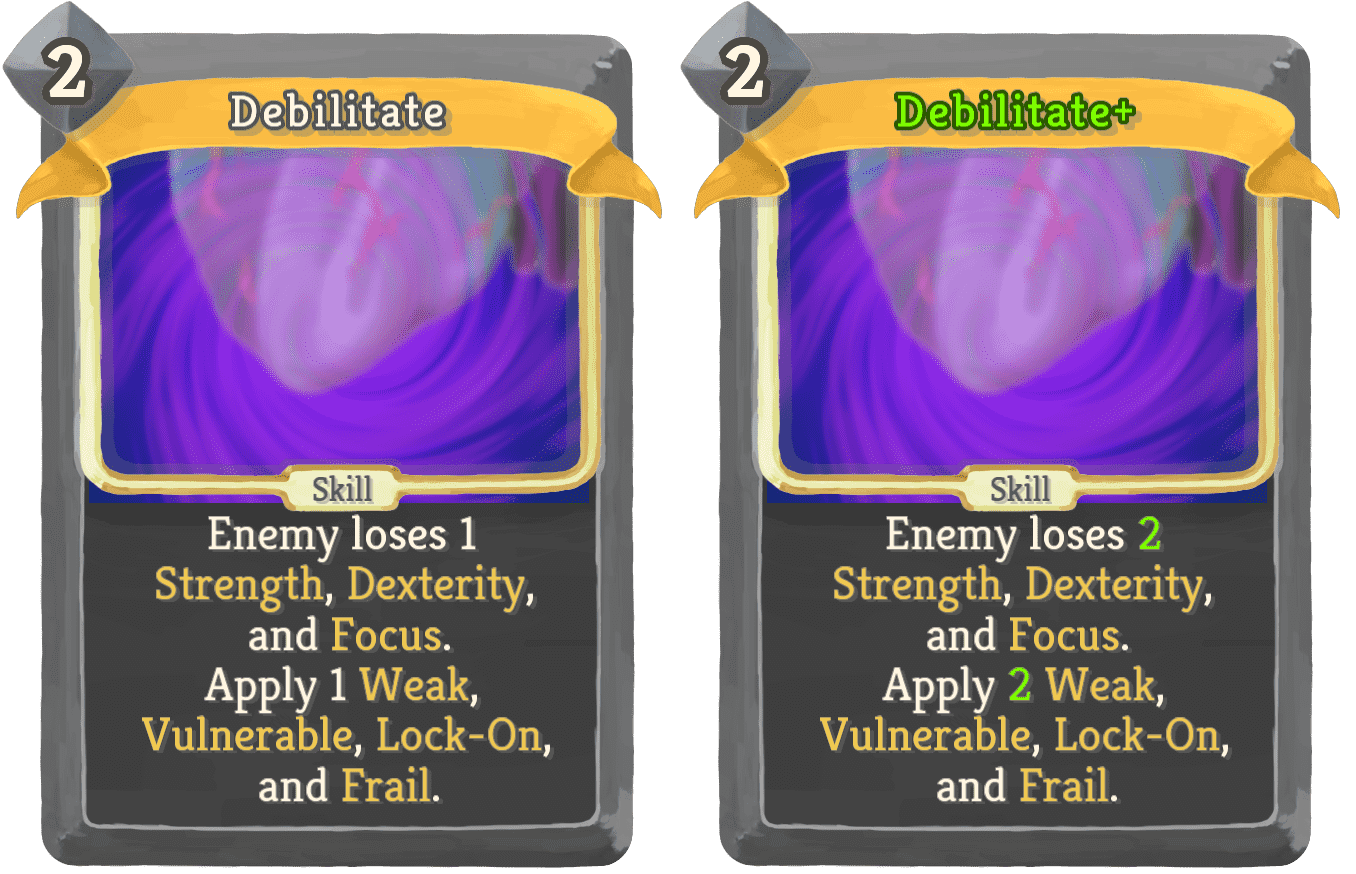 2
Debilitate
Skill
Enemy loses 1
Strength, Dexterity,
and Focus.
Apply 1 Weak,
Vulnerable, Lock-On,
and Frail.
2
Debilitate+
Skill
Enemy loses 2
Strength, Dexterity,
and Focus.
Apply 2 Weak,
Vulnerable, Lock-On,
and Frail.